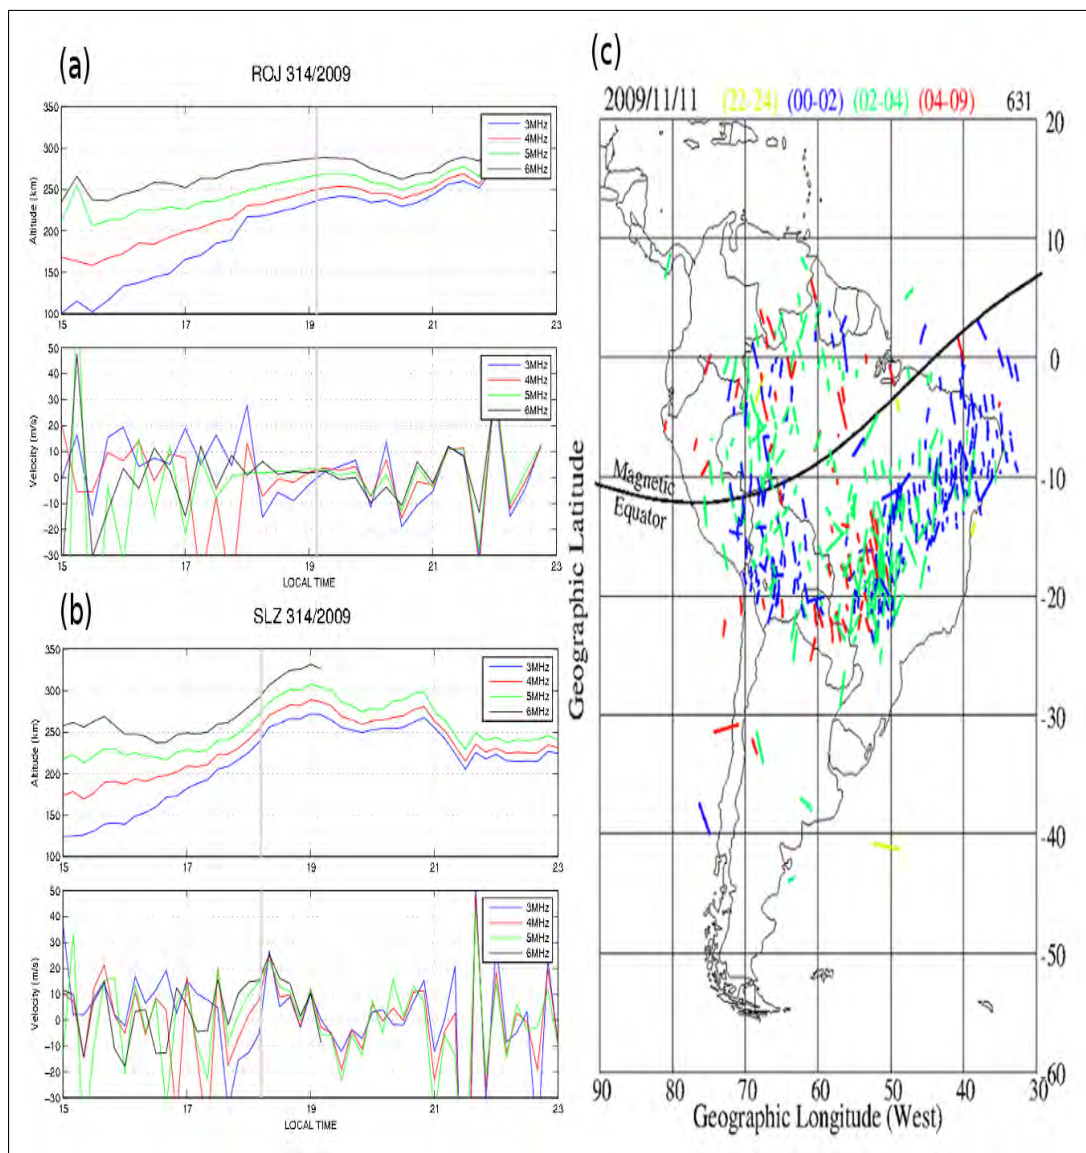 (a)
ROJ 314/2009
350
300
250
200
150
100
Altitude (km)
3MHz
4MHz
5MHz
6MHz
15 17 19 21 23
50
40
30
20
10
0
−10
−20
−30
Velocity (m/s)
3MHz
4MHz
5MHz
6MHz
15 17 19 21 23
LOCAL TIME
(b)
SLZ 314/2009
350
300
250
200
150
100
Altitude (km)
3MHz
4MHz
5MHz
6MHz
15 17 19 21 23
50
40
30
20
10
0
−10
−20
−30
Velocity (m/s)
3MHz
4MHz
5MHz
6MHz
15 17 19 21 23
LOCAL TIME
(c)
2009/11/11 (22-24) (00-02) (02-04) (04-09) 631
20
10
0
-10
-20
-30
-40
-50
60
Geographic Latitude
Magnetic
Equator
90 80 70 60 50 40 30
Geographic Longitude (West)